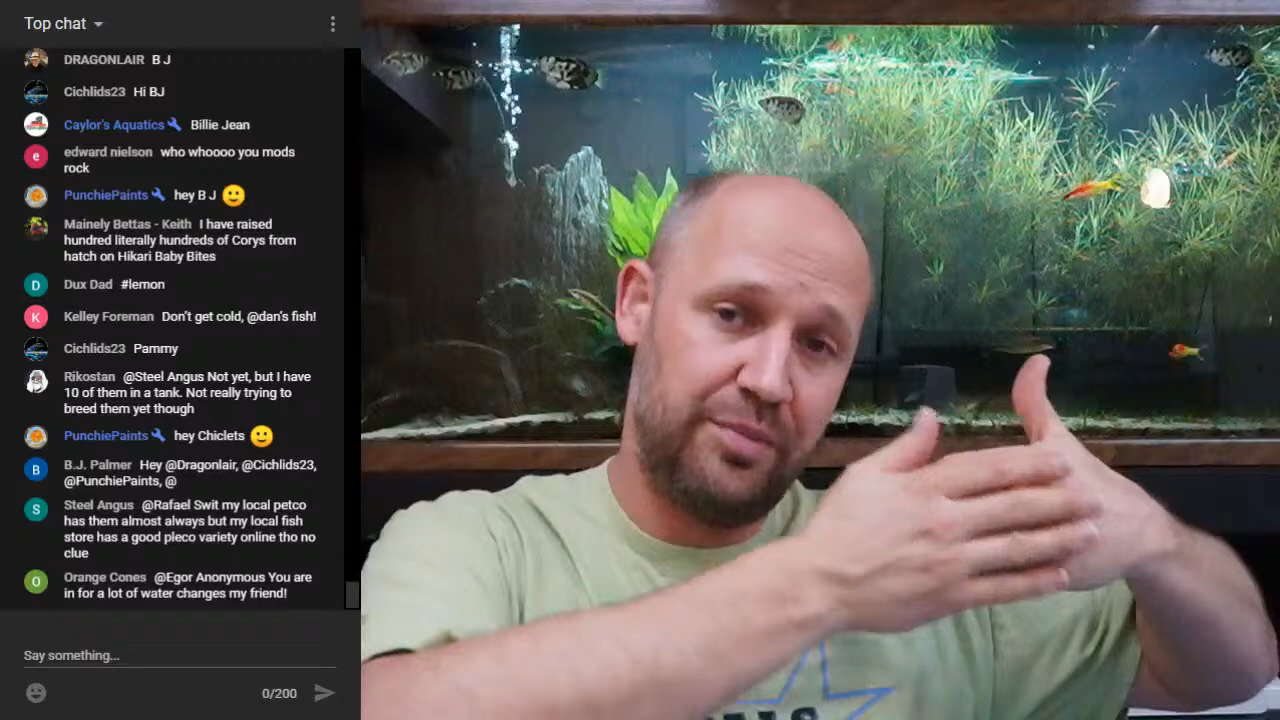 Top chat
DRAGONLAIR B J
Cichlids23 Hi BJ
Caylor's Aquatics Billie Jean
edward nielson who whoooo you mods
rock
PunchiePaints hey B J
Mainely Bettas - Keith I have raised
hundred literally hundreds of Corys from
hatch on Hikari Baby Bites
Dux Dad #lemon
Kelley Foreman Don't get cold, @dan's fish!
Cichlids23 Pammy
Rikostan @Steel Angus Not yet, but I have
10 of them in a tank. Not really trying to
breed them yet though
PunchiePaints hey Chiclets
B.J. Palmer Hey @Dragonlair, @Cichlids23,
@PunchiePaints, @
Steel Angus @Rafael Swit my local petco
has them almost always but my local fish
store has a good pleco variety online tho no
clue
Orange Cones @Egor Anonymous You are
in for a lot of water changes my friend!
Say something...
0/200
e
D
K
B
S
O